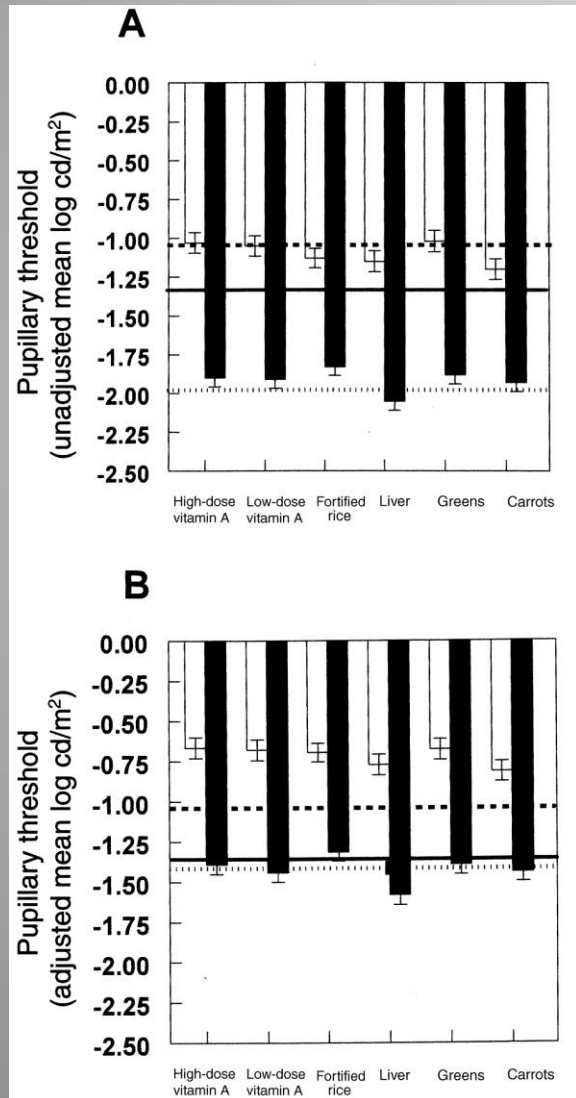 A
Pupillary threshold
(unadjusted mean log cd/m²)
0.00
-0.25
-0.50
-0.75
-1.00
-1.25
-1.50
-1.75
-2.00
-2.25
-2.50
High-dose
vitamin A
Low-dose
vitamin A
Fortified
rice
Liver
Greens
Carrots
B
Pupillary threshold
(adjusted mean log cd/m²)
0.00
-0.25
-0.50
-0.75
-1.00
-1.25
-1.50
-1.75
-2.00
-2.25
-2.50
High-dose
vitamin A
Low-dose
vitamin A
Fortified
rice
Liver
Greens
Carrots